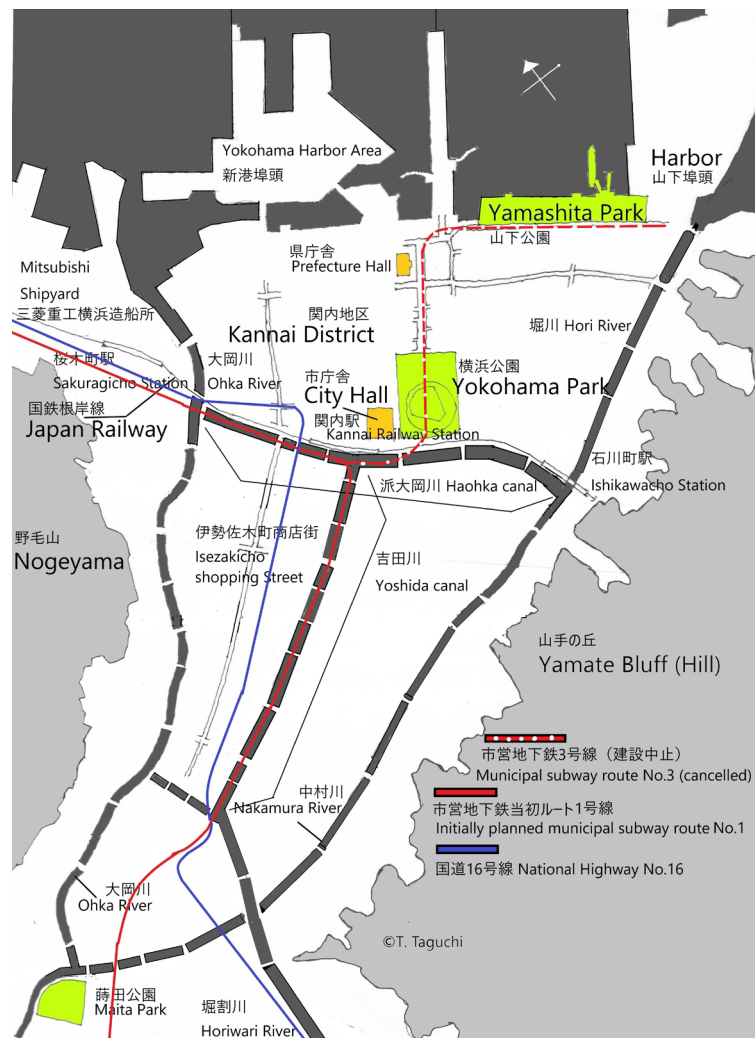 Yokohama Harbor Area
新港埠頭
Harbor
山下埠頭
Yamashita Park
山下公園
県庁舎
Prefecture Hall
Mitsubishi
Shipyard
三菱重工横浜造船所
関内地区
Kannai District
堀川 Hori River
桜木町駅
Sakuragicho Station
大岡川
Ohka River
市庁舎
City Hall
横浜公園
Yokohama Park
国鉄根岸線
Japan Railway
関内駅
Kannai Railway Station
石川町駅
Ishikawacho Station
派大岡川 Haohka canal
野毛山
Nogeyama
伊勢佐木町商店街
Isezakicho
shopping Street
吉田川
Yoshida canal
山手の丘
Yamate Bluff (Hill)
市営地下鉄3号線（建設中止）
Municipal subway route No.3 (cancelled)
市営地下鉄当初ルート1号線
Initially planned municipal subway route No.1
国道16号線 National Highway No.16
中村川
Nakamura River
大岡川
Ohka River
©T. Taguchi
蒔田公園
Maita Park
堀割川
Horiwari River